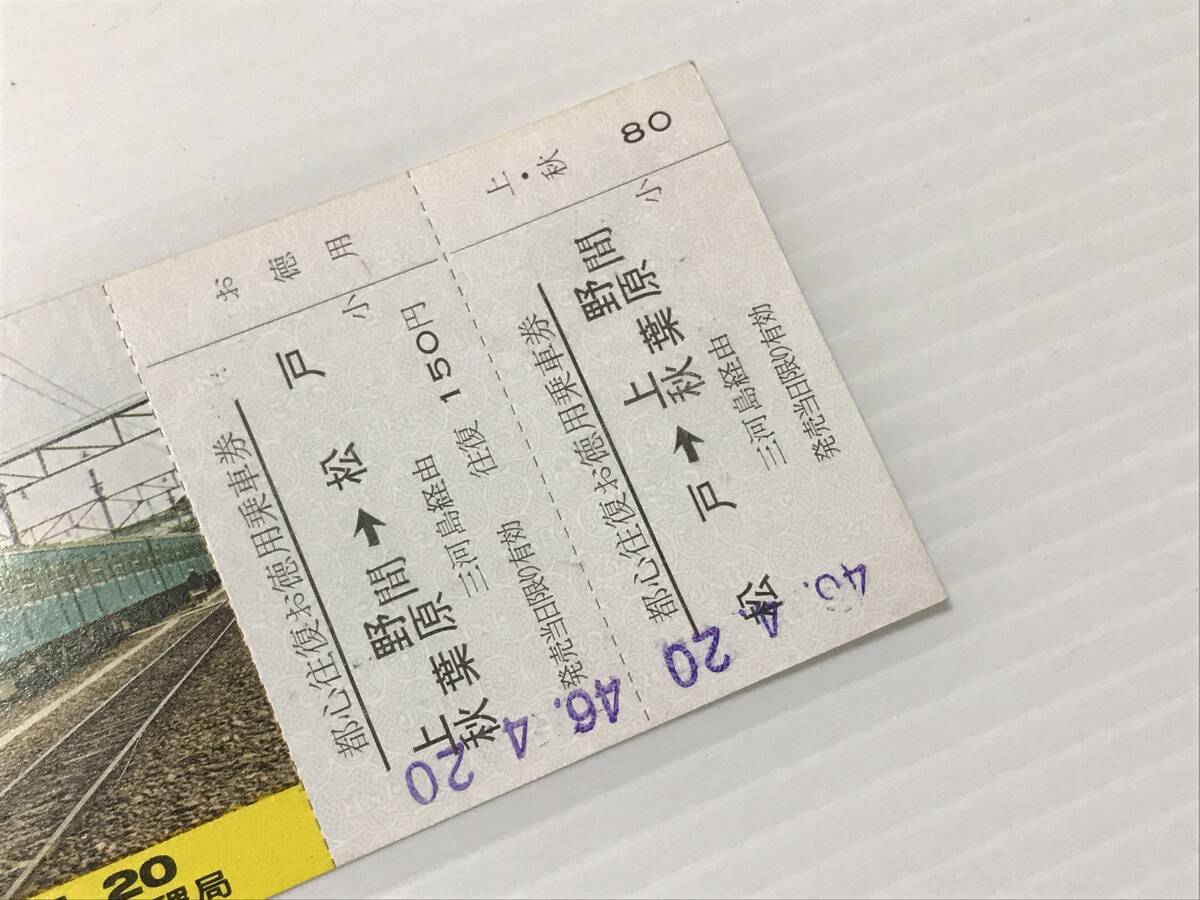 20
理局
お徳用
都心往復お徳用乗車券
小
上野間→松戸
秋葉原
三河島経由 往復 150円
発売当日限り有効
46. 4 20
上・秋
80
都心往復お徳用乗車券
小
松戸→上野間
秋葉原
三河島経由
発売当日限り有効
4 20